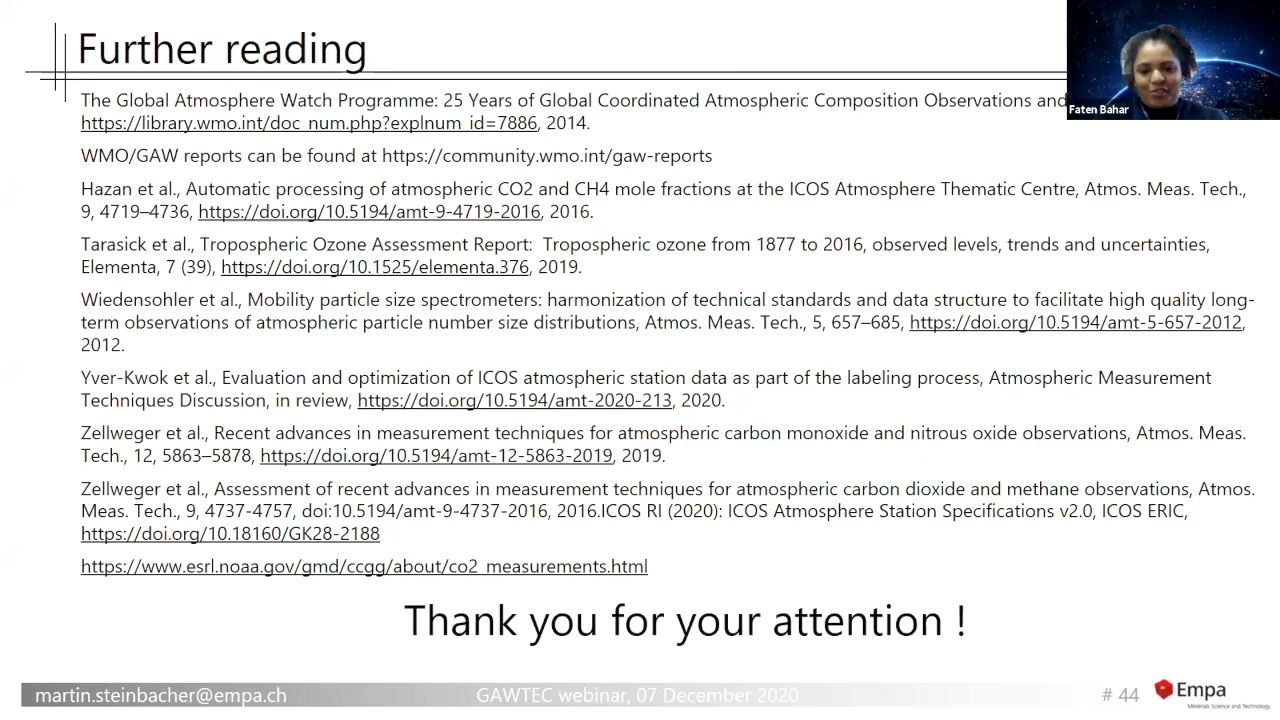 Further reading
The Global Atmosphere Watch Programme: 25 Years of Global Coordinated Atmospheric Composition Observations and
https://library.wmo.int/doc_num.php?explnum_id=7886, 2014.
Faten Bahar
WMO/GAW reports can be found at https://community.wmo.int/gaw-reports
Hazan et al., Automatic processing of atmospheric CO2 and CH4 mole fractions at the ICOS Atmosphere Thematic Centre, Atmos. Meas. Tech.,
9, 4719–4736, https://doi.org/10.5194/amt-9-4719-2016, 2016.
Tarasick et al., Tropospheric Ozone Assessment Report:  Tropospheric ozone from 1877 to 2016, observed levels, trends and uncertainties,
Elementa, 7 (39), https://doi.org/10.1525/elementa.376, 2019.
Wiedensohler et al., Mobility particle size spectrometers: harmonization of technical standards and data structure to facilitate high quality long-
term observations of atmospheric particle number size distributions, Atmos. Meas. Tech., 5, 657–685, https://doi.org/10.5194/amt-5-657-2012,
2012.
Yver-Kwok et al., Evaluation and optimization of ICOS atmospheric station data as part of the labeling process, Atmospheric Measurement
Techniques Discussion, in review, https://doi.org/10.5194/amt-2020-213, 2020.
Zellweger et al., Recent advances in measurement techniques for atmospheric carbon monoxide and nitrous oxide observations, Atmos. Meas.
Tech., 12, 5863–5878, https://doi.org/10.5194/amt-12-5863-2019, 2019.
Zellweger et al., Assessment of recent advances in measurement techniques for atmospheric carbon dioxide and methane observations, Atmos.
Meas. Tech., 9, 4737-4757, doi:10.5194/amt-9-4737-2016, 2016.ICOS RI (2020): ICOS Atmosphere Station Specifications v2.0, ICOS ERIC,
https://doi.org/10.18160/GK28-2188
https://www.esrl.noaa.gov/gmd/ccgg/about/co2_measurements.html
Thank you for your attention !
martin.steinbacher@empa.ch
GAWTEC webinar, 07 December 2020
# 44
Empa
Materials Science and Technology